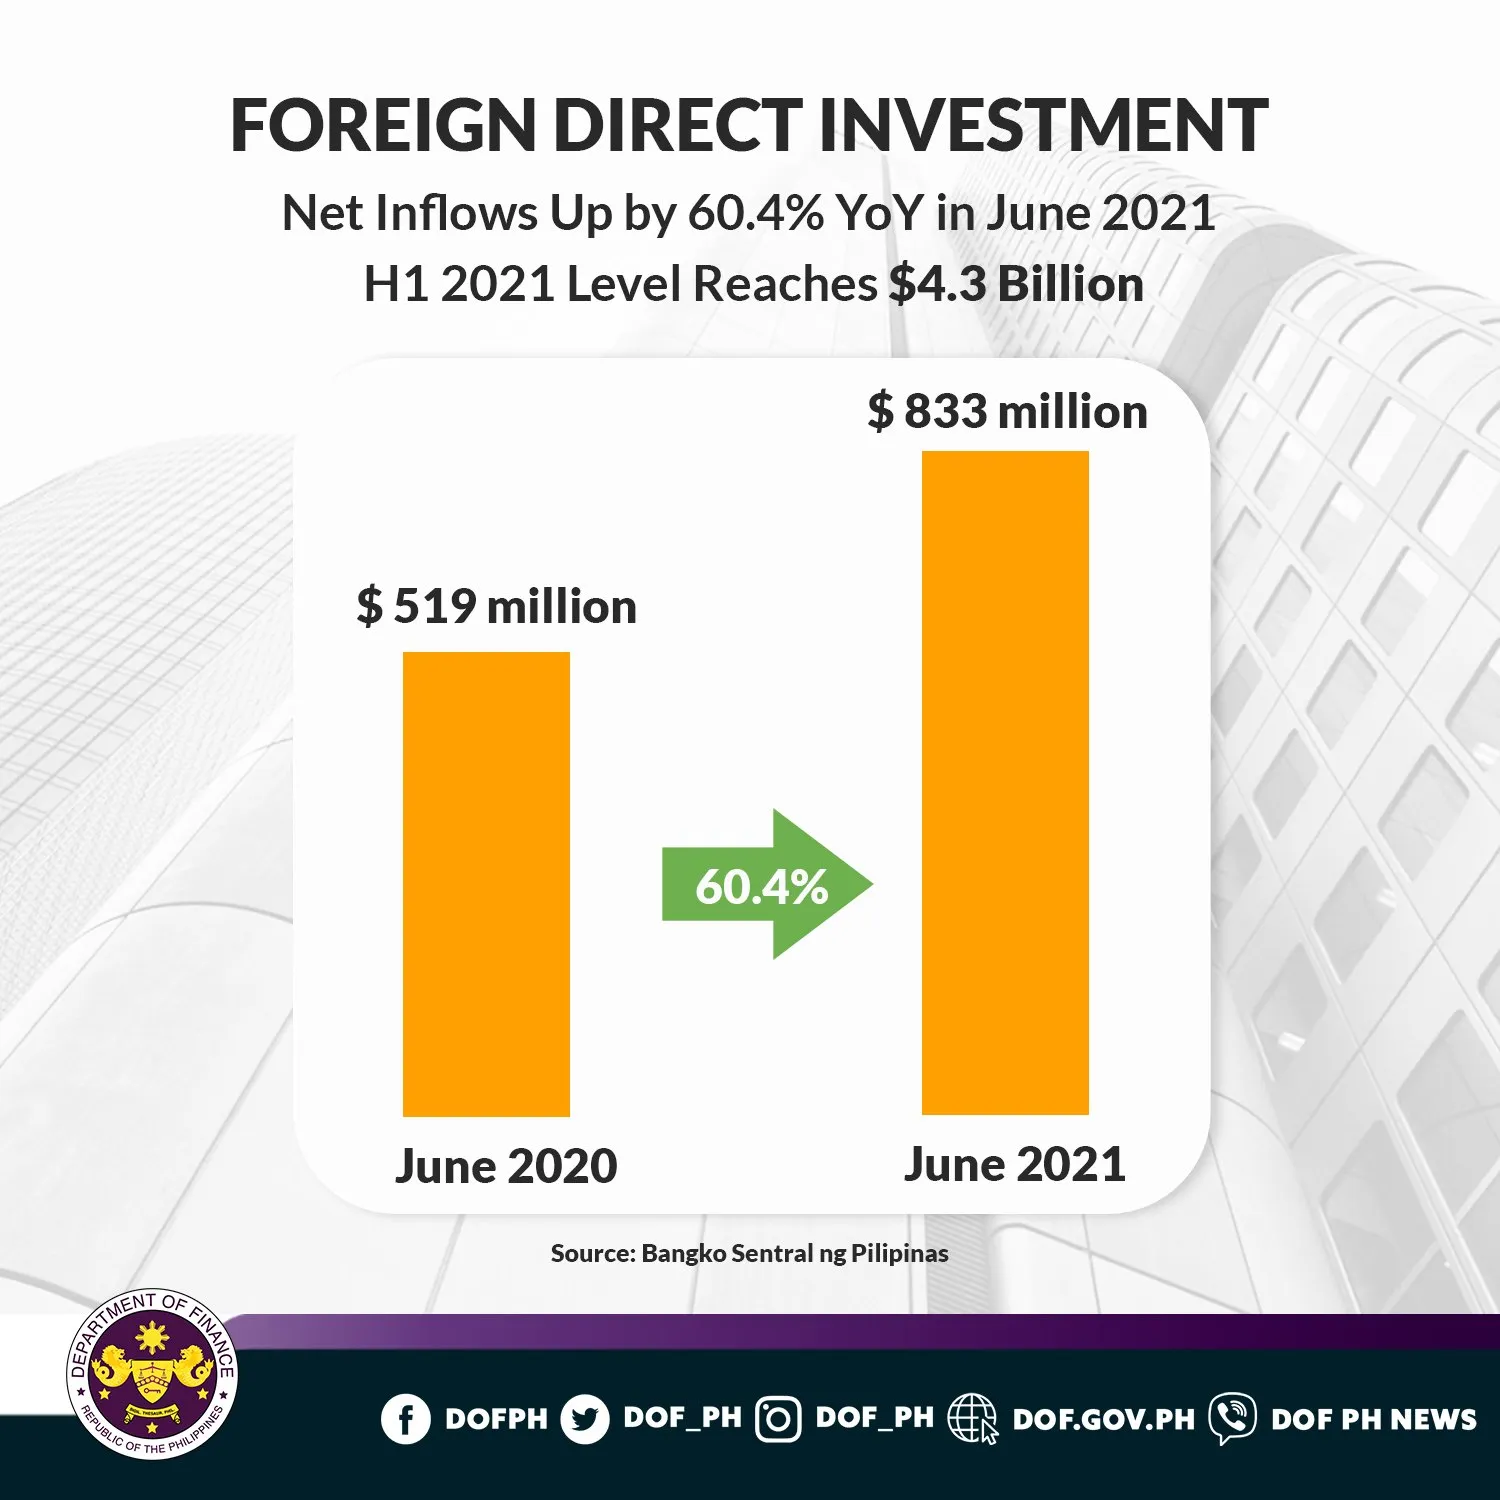 FOREIGN DIRECT INVESTMENT
Net Inflows Up by 60.4% YoY in June 2021
H1 2021 Level Reaches $4.3 Billion
$ 833 million
$ 519 million
60.4%
June 2020
June 2021
Source: Bangko Sentral ng Pilipinas
DEPARTMENT OF FINANCE
REPUBLIC OF THE PHILIPPINES
DOFPH
DOF_PH
DOF_PH
DOF.GOV.PH
DOF PH NEWS